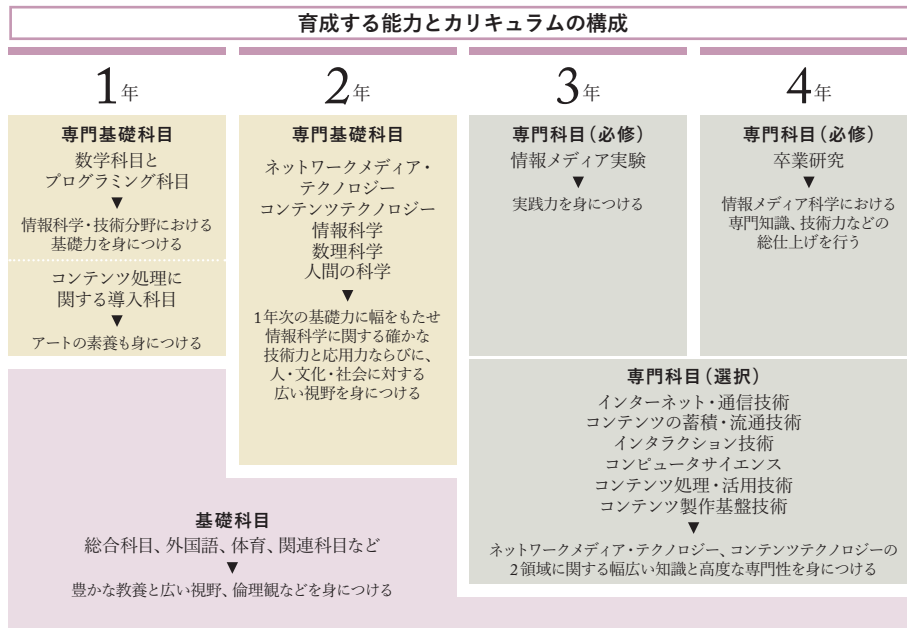 育成する能力とカリキュラムの構成
1年
専門基礎科目
数学科目と
プログラミング科目
▼
情報科学・技術分野における
基礎力を身につける
コンテンツ処理に
関する導入科目
▼
アートの素養も身につける
2年
専門基礎科目
ネットワークメディア・
テクノロジー
コンテンツテクノロジー
情報科学
数理科学
人間の科学
▼
1年次の基礎力に幅をもたせ
情報科学に関する確かな
技術力と応用力ならびに、
人・文化・社会に対する
広い視野を身につける
3年
専門科目（必修）
情報メディア実験
▼
実践力を身につける
4年
専門科目（必修）
卒業研究
▼
情報メディア科学における
専門知識、技術力などの
総仕上げを行う
専門科目（選択）
インターネット・通信技術
コンテンツの蓄積・流通技術
インタラクション技術
コンピュータサイエンス
コンテンツ処理・活用技術
コンテンツ製作基盤技術
▼
ネットワークメディア・テクノロジー、コンテンツテクノロジーの
2領域に関する幅広い知識と高度な専門性を身につける
基礎科目
総合科目、外国語、体育、関連科目など
▼
豊かな教養と広い視野、倫理観などを身につける